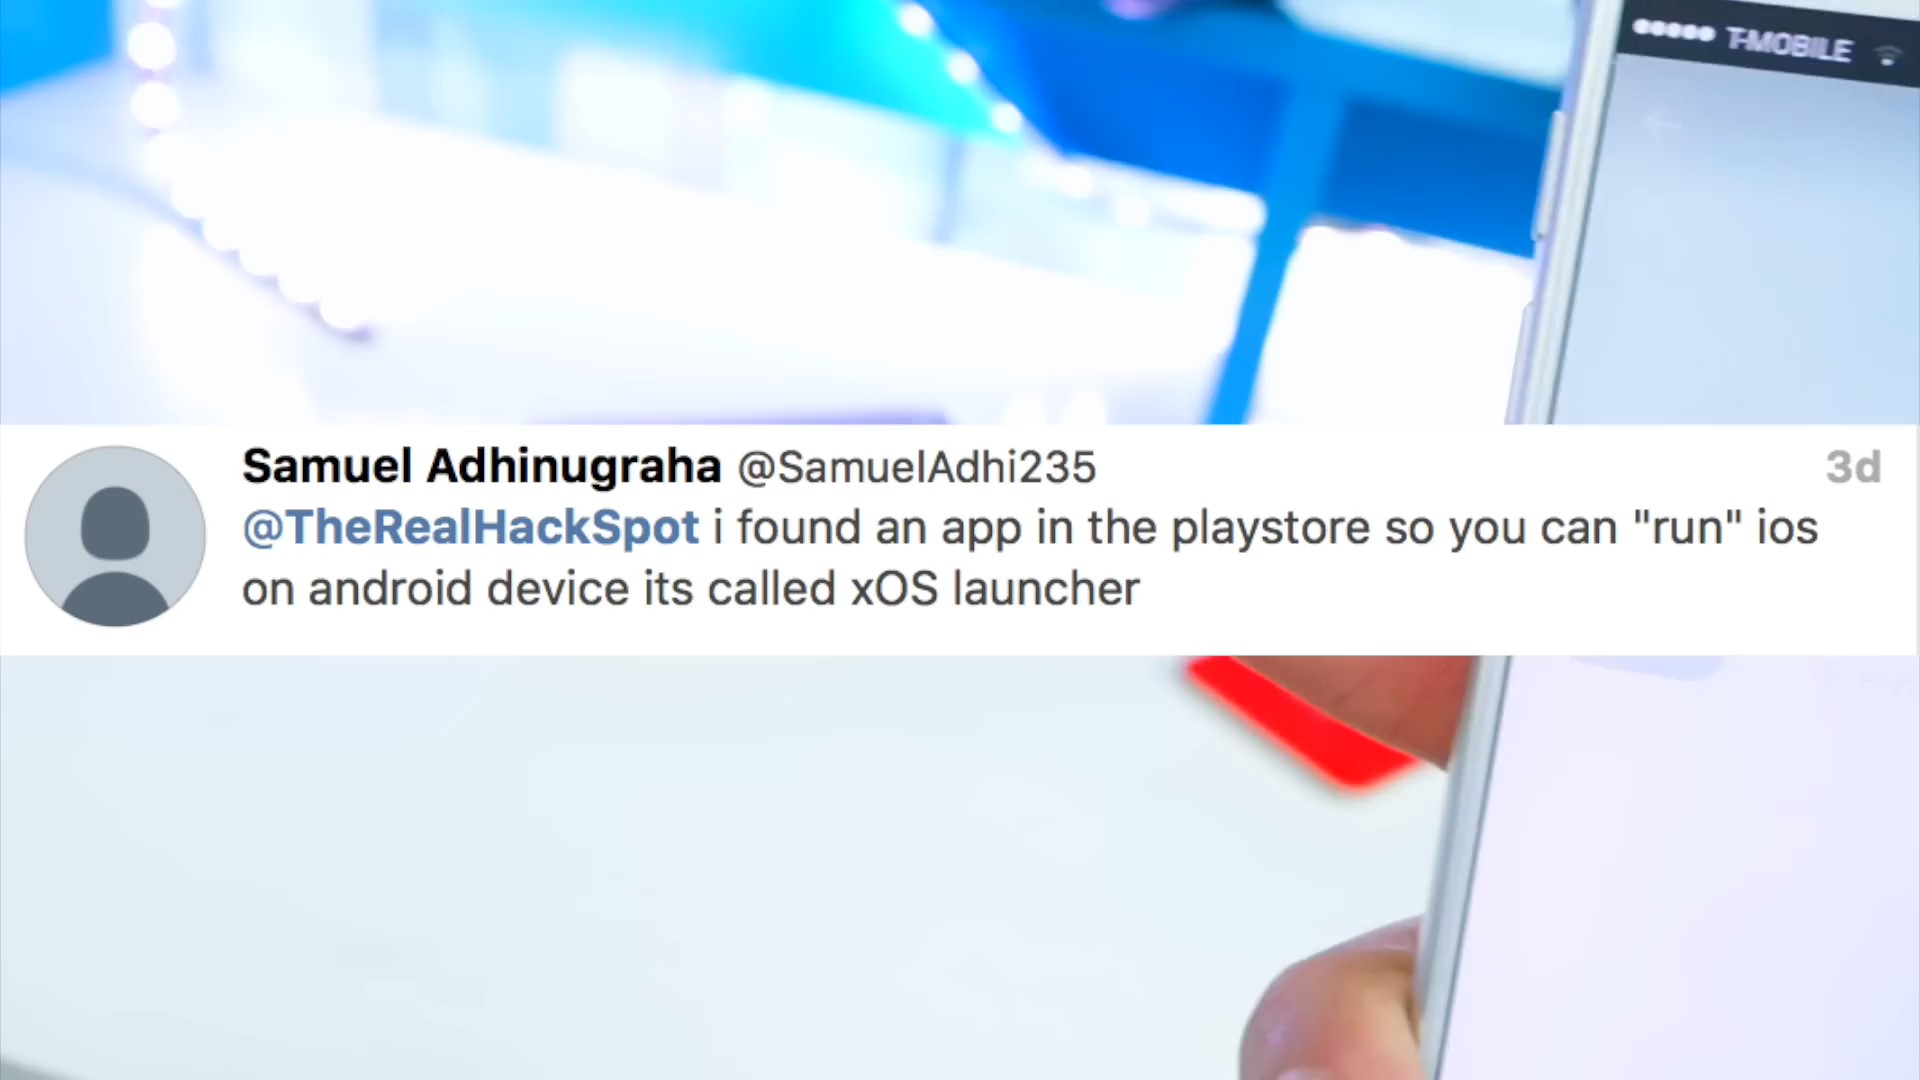 ●●●●● T-MOBILE
Samuel Adhinugraha @SamuelAdhi235 3d
@TheRealHackSpot i found an app in the playstore so you can "run" ios
on android device its called xOS launcher